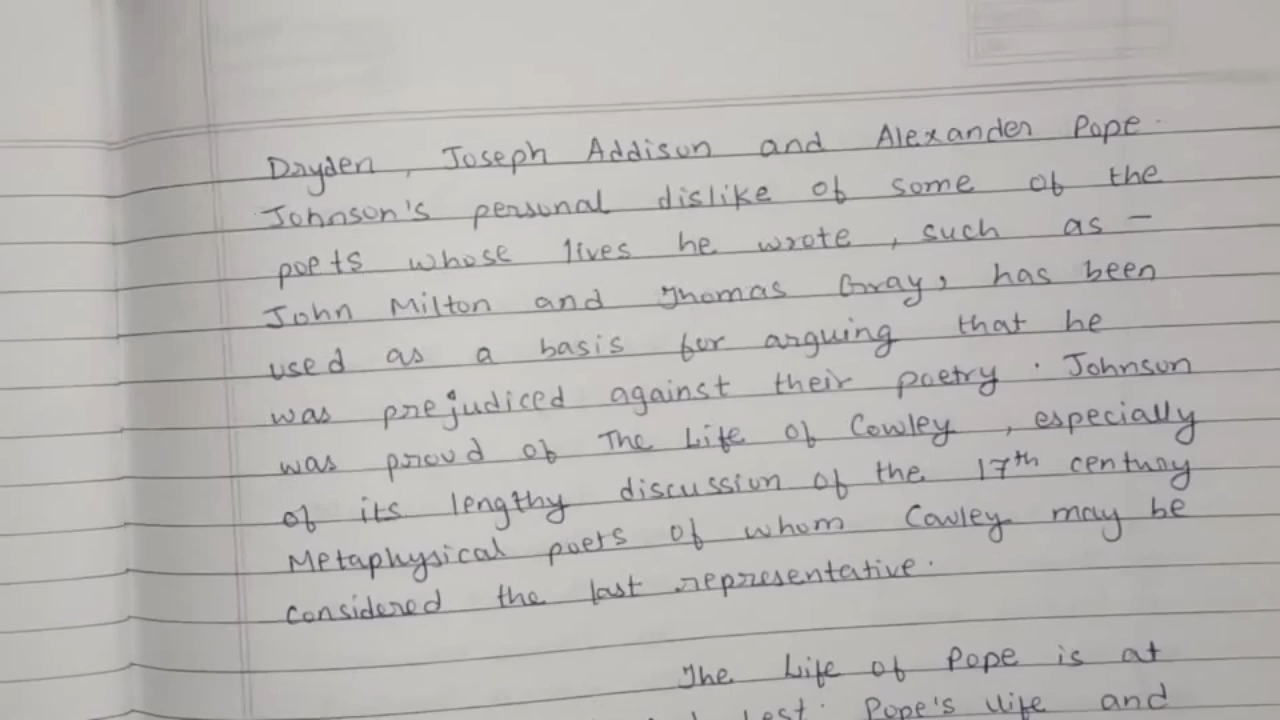 Dryden, Joseph Addison and Alexander Pope.
Johnson's personal dislike of some of the
poets whose lives he wrote, such as –
John Milton and Thomas Gray, has been
used as a basis for arguing that he
was prejudiced against their poetry. Johnson
was proud of The Life of Cowley, especially
of its lengthy discussion of the 17th century
Metaphysical poets of whom Cowley may be
considered the last representative.
The Life of Pope is at
Pope's life and